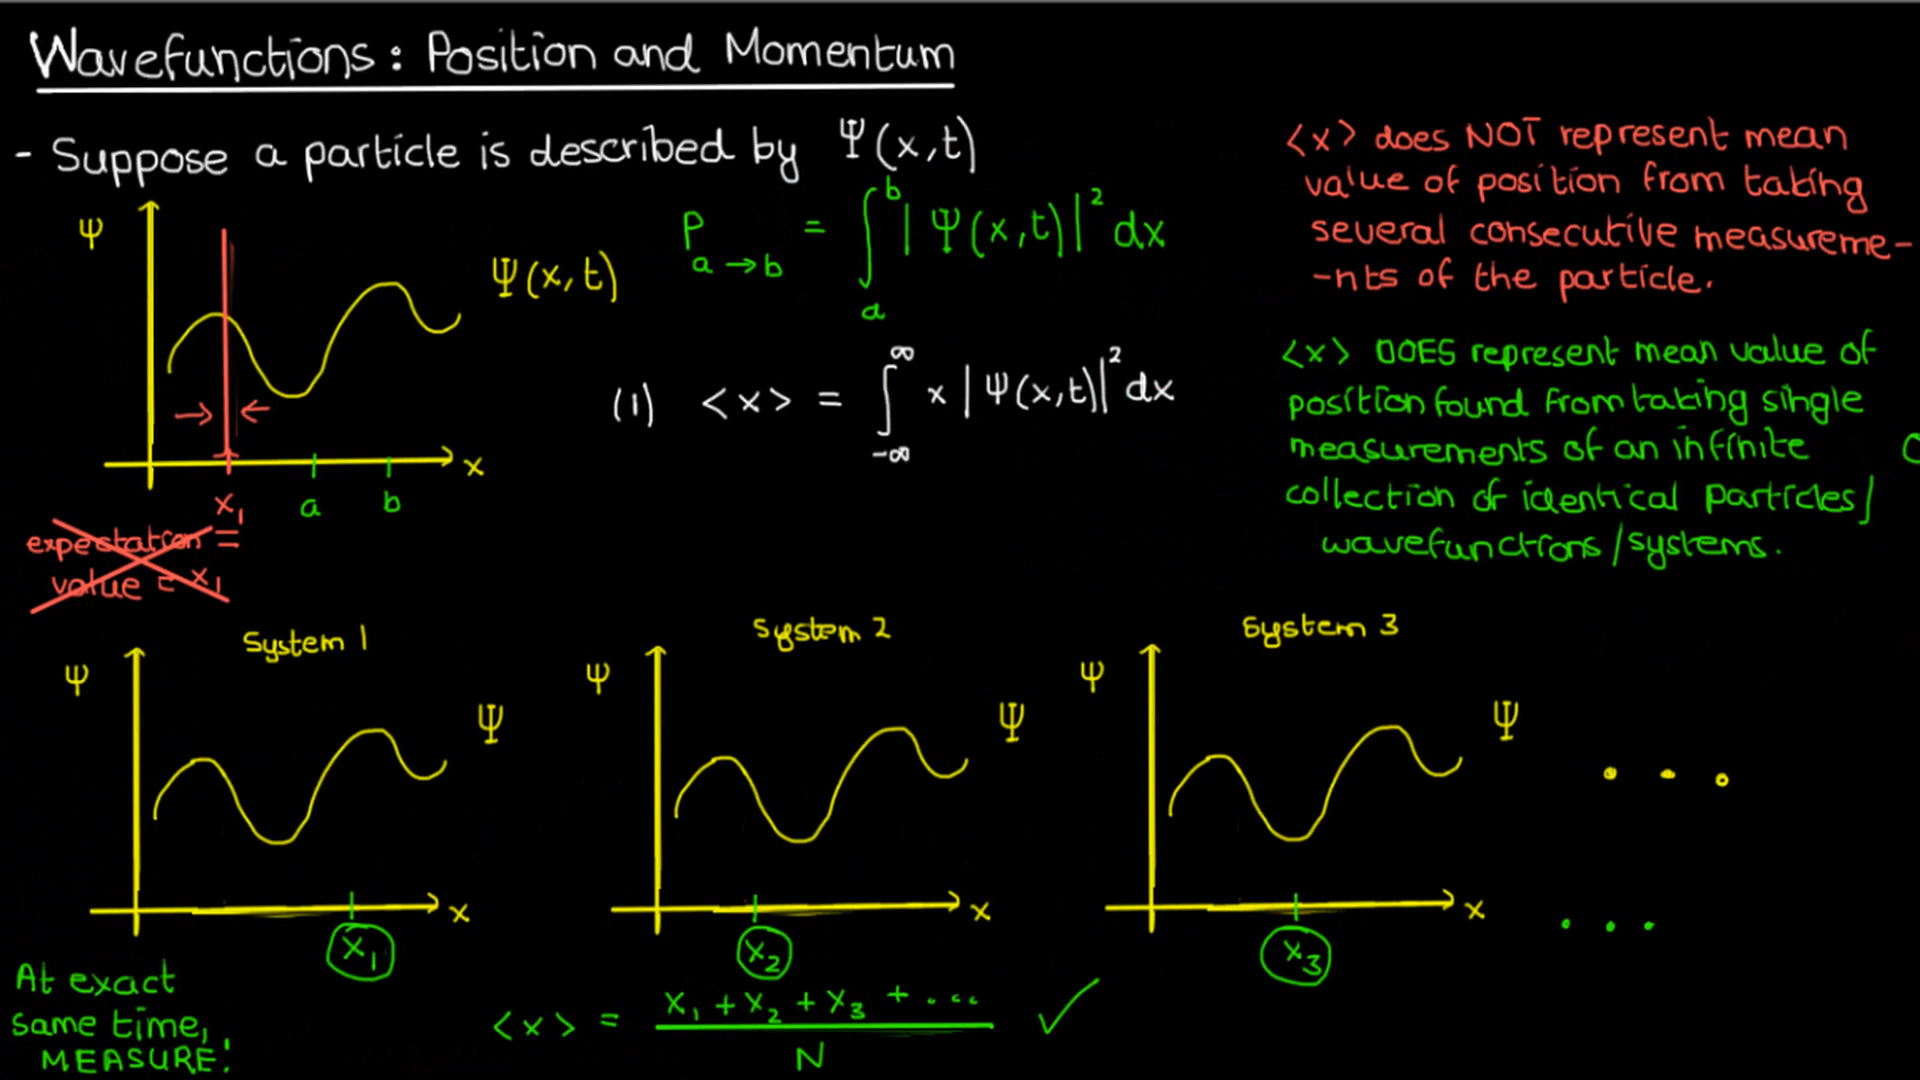 Wavefunctions: Position and Momentum
- Suppose a particle is described by Ψ(x,t)
Ψ
Ψ(x,t)
x
x₁
a
b
expectation =
value = x₁
P a→b = ∫ₐᵇ |Ψ(x,t)|² dx
(1) <x> = ∫_{-∞}^{∞} x |Ψ(x,t)|² dx
<x> does NOT represent mean
value of position from taking
several consecutive measureme-
-nts of the particle.
<x> DOES represent mean value of
position found from taking single
measurements of an infinite
collection of identical particles/
wavefunctions/systems.
System 1
Ψ
Ψ
x
x₁
System 2
Ψ
Ψ
x
x₂
System 3
Ψ
Ψ
x
x₃
. . .
. . .
At exact
same time,
MEASURE!
<x> = (x₁ + x₂ + x₃ + ....) / N ✓